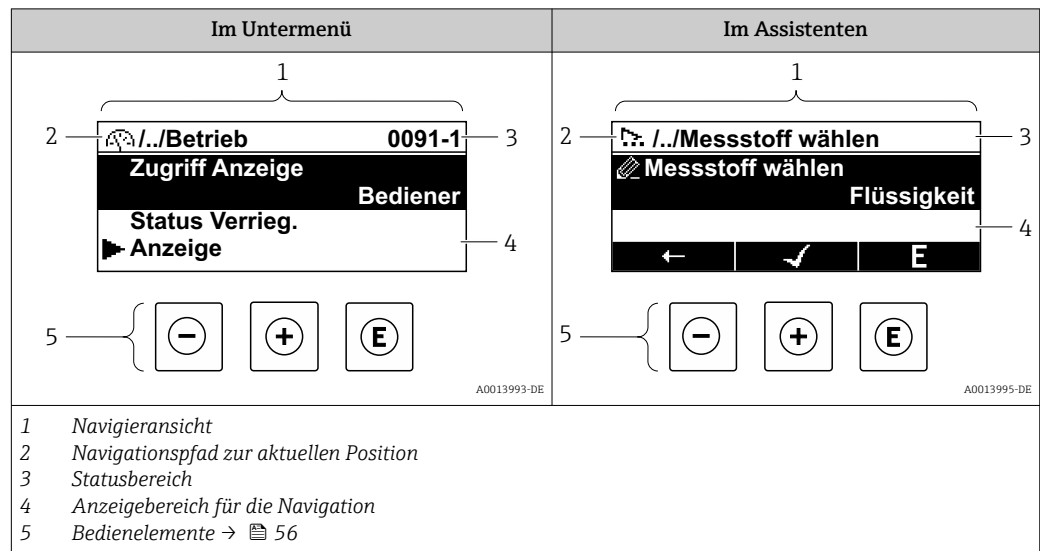 Im Untermenü
Im Assistenten
1
2
/../Betrieb 0091-1
3
Zugriff Anzeige
Bediener
Status Verrieg.
Anzeige
4
5
E
A0013993-DE
1
2
/../Messstoff wählen
3
Messstoff wählen
Flüssigkeit
4
E
5
E
A0013995-DE
1 Navigieransicht
2 Navigationspfad zur aktuellen Position
3 Statusbereich
4 Anzeigebereich für die Navigation
5 Bedienelemente → 56